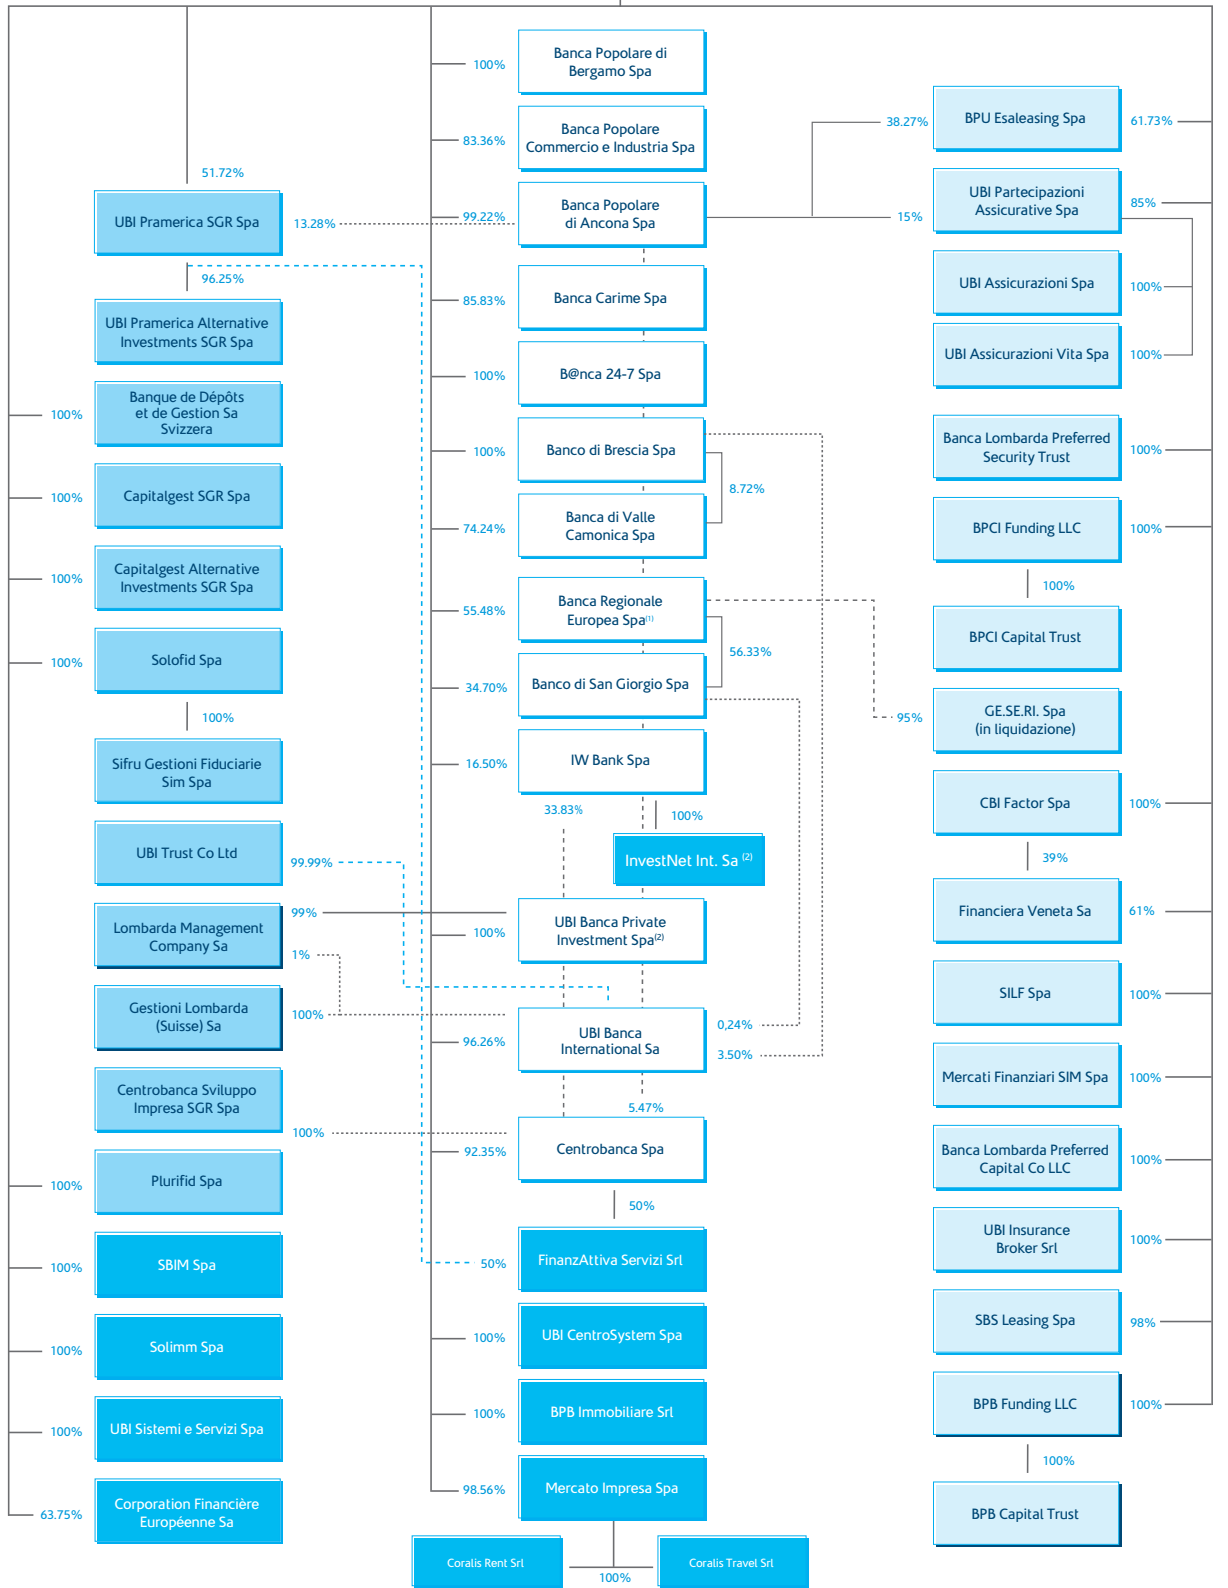 51.72%
UBI Pramerica SGR Spa
13.28%
96.25%
UBI Pramerica Alternative
Investments SGR Spa
100%
Banque de Dépôts
et de Gestion Sa
Svizzera
100%
Capitalgest SGR Spa
100%
Capitalgest Alternative
Investments SGR Spa
100%
Solofid Spa
100%
Sifru Gestioni Fiduciarie
Sim Spa
UBI Trust Co Ltd
99.99%
Lombarda Management
Company Sa
99%
1%
Gestioni Lombarda
(Suisse) Sa
100%
Centrobanca Sviluppo
Impresa SGR Spa
100%
100%
Plurifid Spa
100%
SBIM Spa
100%
Solimm Spa
100%
UBI Sistemi e Servizi Spa
63.75%
Corporation Financière
Européenne Sa
100%
Banca Popolare di
Bergamo Spa
83.36%
Banca Popolare
Commercio e Industria Spa
99.22%
Banca Popolare
di Ancona Spa
85.83%
Banca Carime Spa
100%
B@nca 24-7 Spa
100%
Banco di Brescia Spa
8.72%
74.24%
Banca di Valle
Camonica Spa
55.48%
Banca Regionale
Europea Spa(1)
56.33%
34.70%
Banco di San Giorgio Spa
16.50%
IW Bank Spa
33.83%
100%
InvestNet Int. Sa (2)
100%
UBI Banca Private
Investment Spa(2)
96.26%
UBI Banca
International Sa
0,24%
3.50%
5.47%
92.35%
Centrobanca Spa
50%
50%
FinanzAttiva Servizi Srl
100%
UBI CentroSystem Spa
100%
BPB Immobiliare Srl
98.56%
Mercato Impresa Spa
Coralis Rent Srl
100%
Coralis Travel Srl
38.27%
BPU Esaleasing Spa
61.73%
15%
UBI Partecipazioni
Assicurative Spa
85%
UBI Assicurazioni Spa
100%
UBI Assicurazioni Vita Spa
100%
Banca Lombarda Preferred
Security Trust
100%
BPCI Funding LLC
100%
100%
BPCI Capital Trust
95%
GE.SE.RI. Spa
(in liquidazione)
CBI Factor Spa
100%
39%
Financiera Veneta Sa
61%
SILF Spa
100%
Mercati Finanziari SIM Spa
100%
Banca Lombarda Preferred
Capital Co LLC
100%
UBI Insurance
Broker Srl
100%
SBS Leasing Spa
98%
BPB Funding LLC
100%
100%
BPB Capital Trust